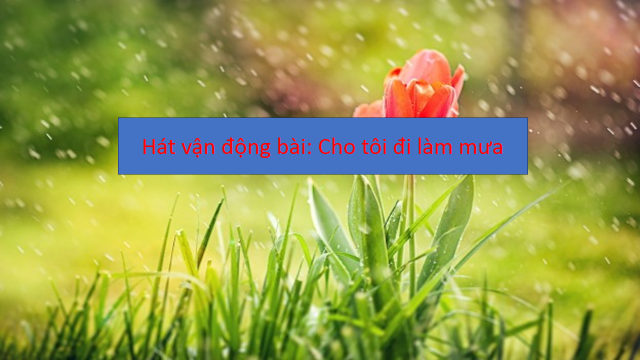 Hát vận động bài: Cho tôi đi làm mưa